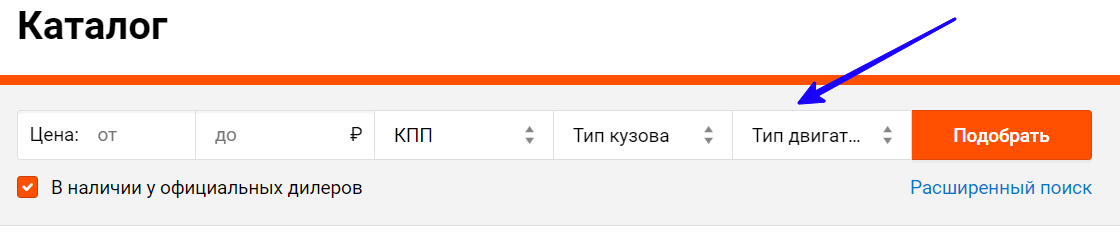 Каталог
Цена: от до ₽ КПП Тип кузова Тип двигат... Подобрать
В наличии у официальных дилеров Расширенный поиск